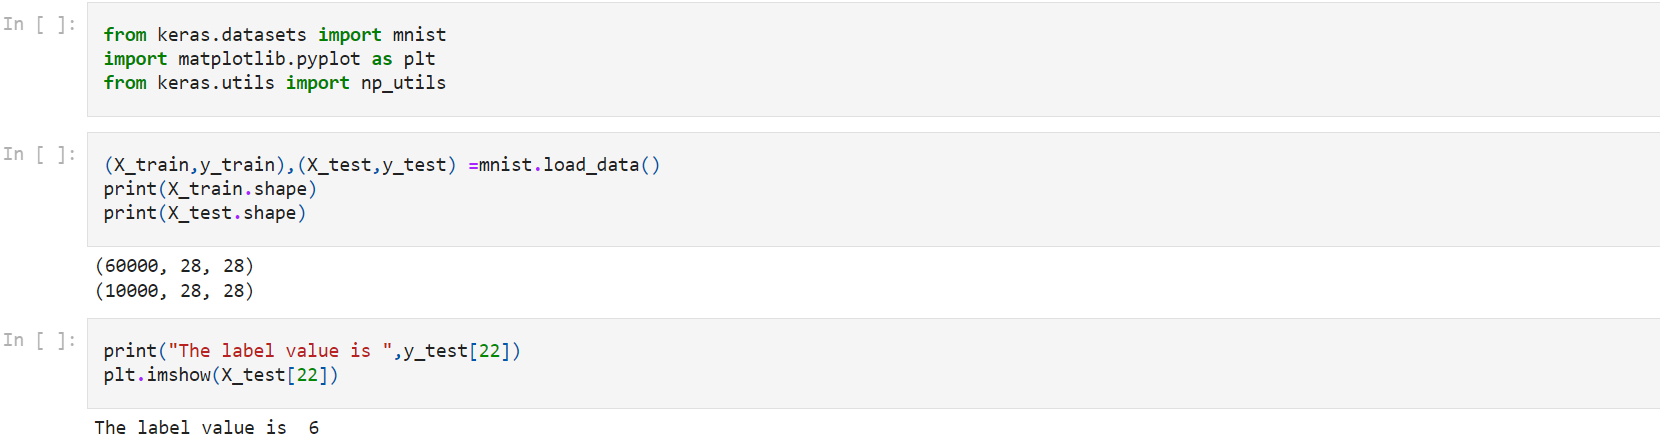 In [ ]:
from keras.datasets import mnist
import matplotlib.pyplot as plt
from keras.utils import np_utils
In [ ]:
(X_train,y_train),(X_test,y_test) =mnist.load_data()
print(X_train.shape)
print(X_test.shape)
(60000, 28, 28)
(10000, 28, 28)
In [ ]:
print("The label value is ",y_test[22])
plt.imshow(X_test[22])
The label value is  6